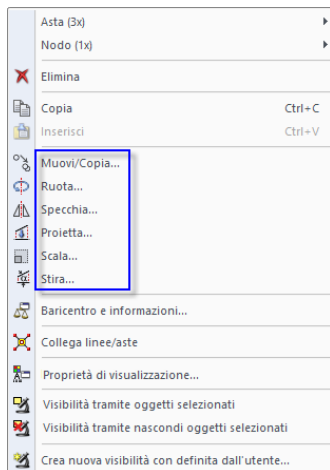 Asta (3x)
Nodo (1x)
Elimina
Copia Ctrl+C
Inserisci Ctrl+V
Muovi/Copia...
Ruota...
Specchia...
Proietta...
Scala...
Stira...
Baricentro e informazioni...
Collega linee/aste
Proprietà di visualizzazione...
Visibilità tramite oggetti selezionati
Visibilità tramite nascondi oggetti selezionati
Crea nuova visibilità con definita dall'utente...